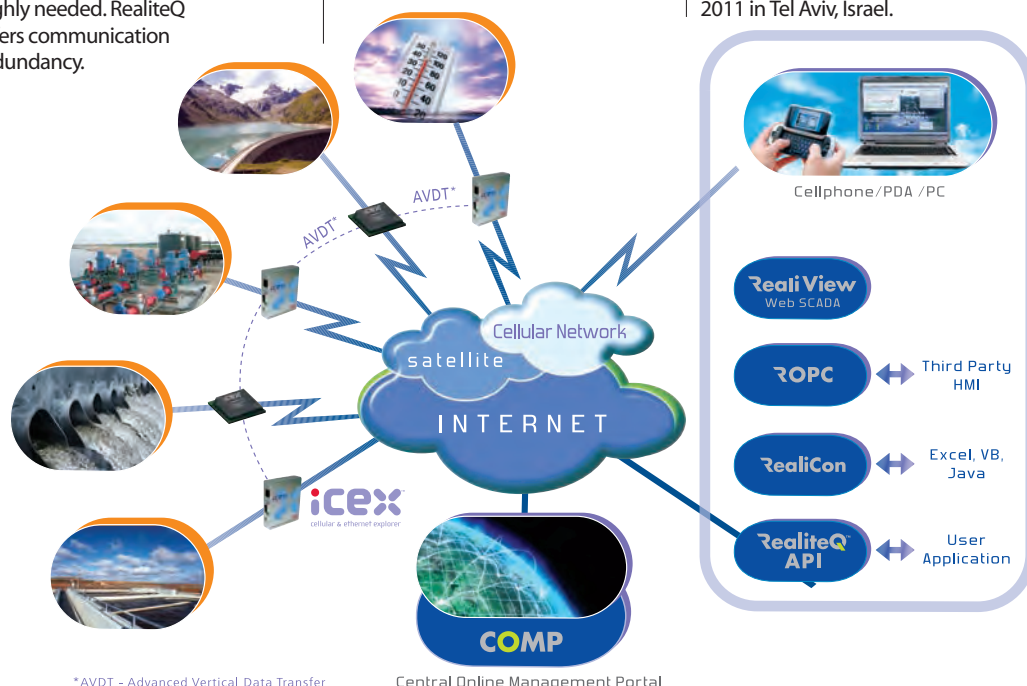 ghly needed. RealiteQ
ers communication
dundancy.
2011 in Tel Aviv, Israel.
AVDT*
AVDT*
Cellphone/PDA /PC
RealiView
Web SCADA
Cellular Network
satellite
INTERNET
ROPC
Third Party
HMI
RealiCon
Excel, VB,
Java
icex
cellular & ethernet explorer
RealiteQ
API
User
Application
COMP
*AVDT - Advanced Vertical Data Transfer
Central Online Management Portal